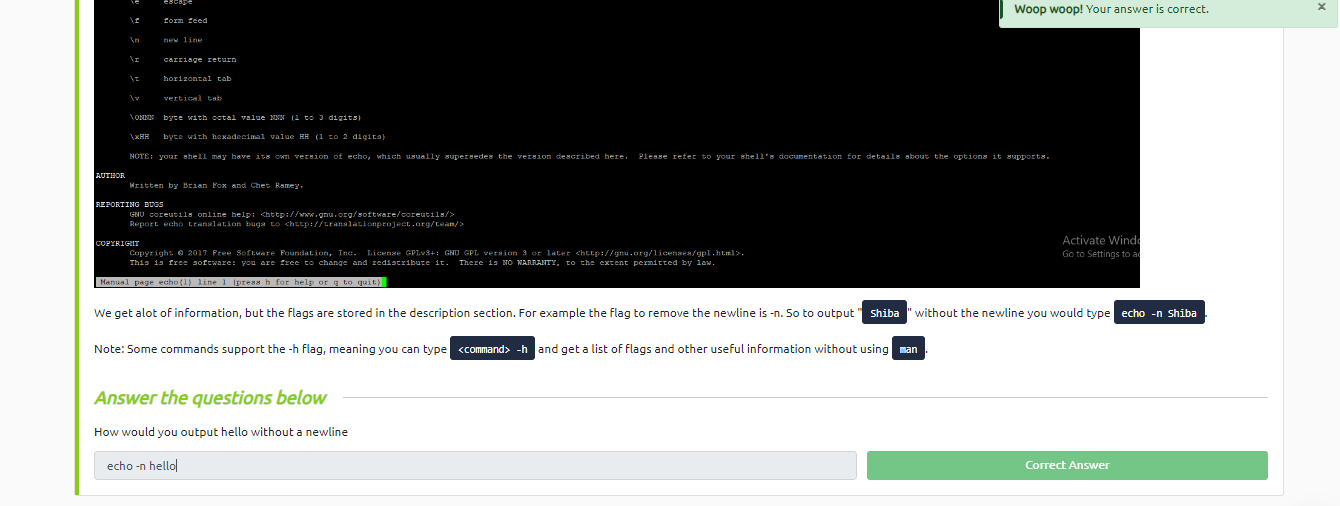 \e escape
Woop woop! Your answer is correct. ×
\f form feed
\n new line
\r carriage return
\t horizontal tab
\v vertical tab
\0NNN byte with octal value NNN (1 to 3 digits)
\xHH byte with hexadecimal value HH (1 to 2 digits)
NOTE: your shell may have its own version of echo, which usually supersedes the version described here. Please refer to your shell's documentation for details about the options it supports.
AUTHOR
Written by Brian Fox and Chet Ramey.
REPORTING BUGS
GNU coreutils online help: <http://www.gnu.org/software/coreutils/>
Report echo translation bugs to <http://translationproject.org/team/>
COPYRIGHT
Activate Windo
Copyright © 2017 Free Software Foundation, Inc. License GPLv3+: GNU GPL version 3 or later <http://gnu.org/licenses/gpl.html>.
Go to Settings to ac
This is free software: you are free to change and redistribute it. There is NO WARRANTY, to the extent permitted by law.
Manual page echo(1) line 1 (press h for help or q to quit)
We get alot of information, but the flags are stored in the description section. For example the flag to remove the newline is -n. So to output " Shiba " without the newline you would type echo -n Shiba .
Note: Some commands support the -h flag, meaning you can type <command> -h and get a list of flags and other useful information without using man .
Answer the questions below
How would you output hello without a newline
echo -n hello
Correct Answer